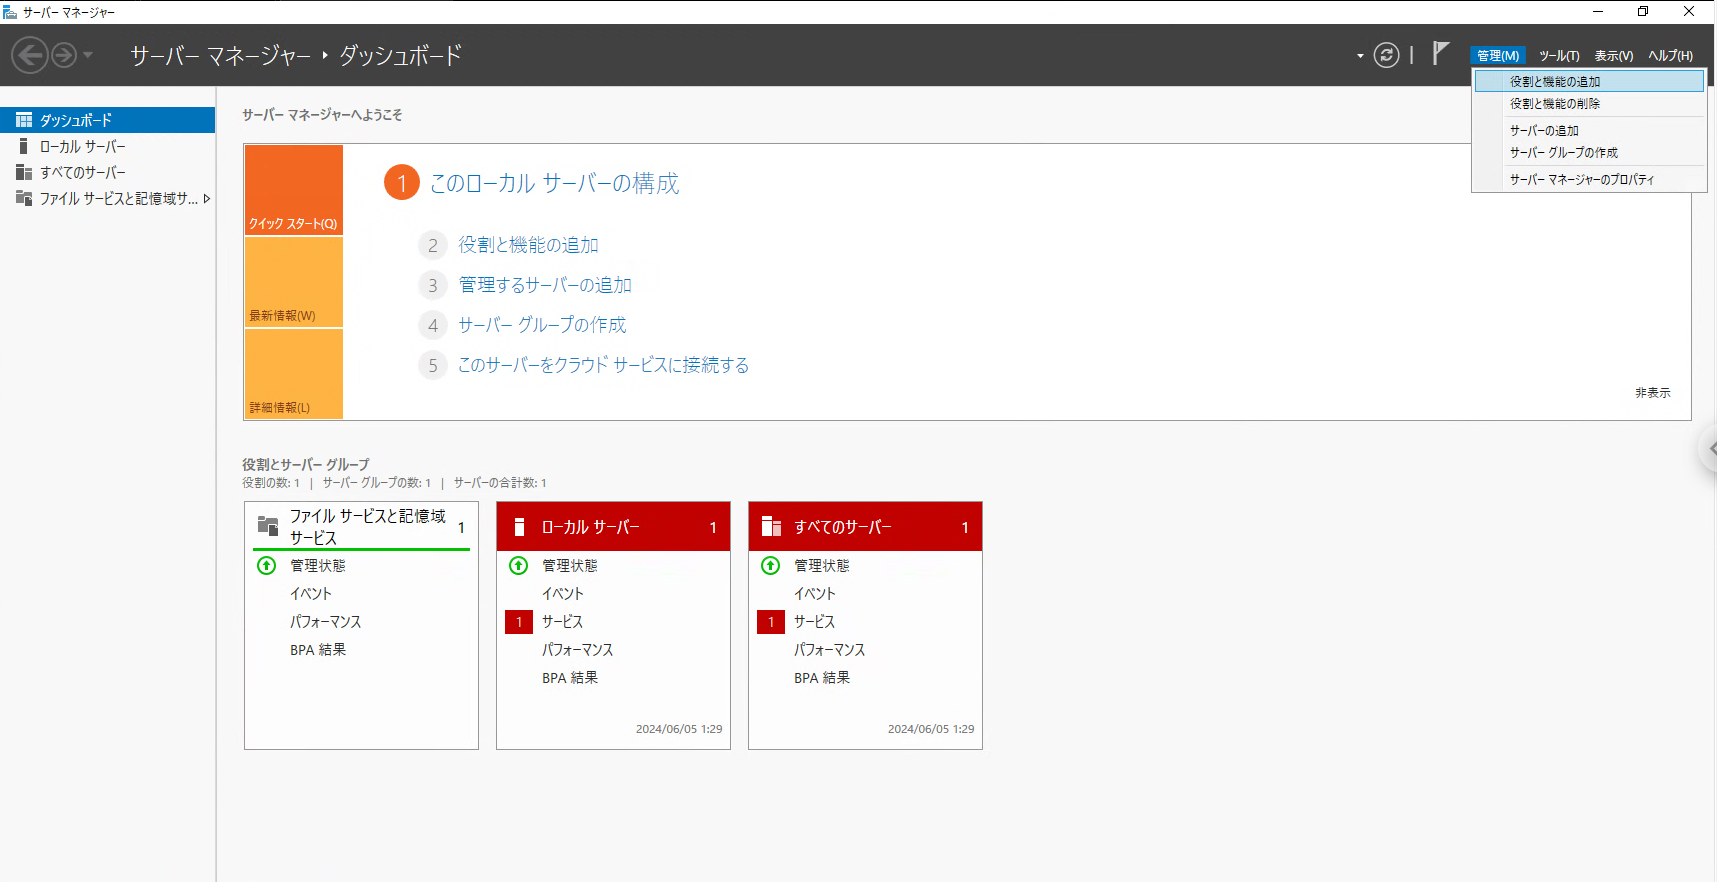 サーバー マネージャー
サーバー マネージャー ・ ダッシュボード
管理(M) ツール(T) 表示(V) ヘルプ(H)
役割と機能の追加
役割と機能の削除
サーバーの追加
サーバー グループの作成
サーバー マネージャーのプロパティ
ダッシュボード
ローカル サーバー
すべてのサーバー
ファイル サービスと記憶域サ...
サーバー マネージャーへようこそ
クイック スタート(Q)
最新情報(W)
詳細情報(L)
1 このローカル サーバーの構成
2 役割と機能の追加
3 管理するサーバーの追加
4 サーバー グループの作成
5 このサーバーをクラウド サービスに接続する
非表示
役割とサーバー グループ
役割の数: 1 | サーバー グループの数: 1 | サーバーの合計数: 1
ファイル サービスと記憶域
サービス
1
管理状態
イベント
パフォーマンス
BPA 結果
ローカル サーバー 1
管理状態
イベント
1 サービス
パフォーマンス
BPA 結果
2024/06/05 1:29
すべてのサーバー 1
管理状態
イベント
1 サービス
パフォーマンス
BPA 結果
2024/06/05 1:29